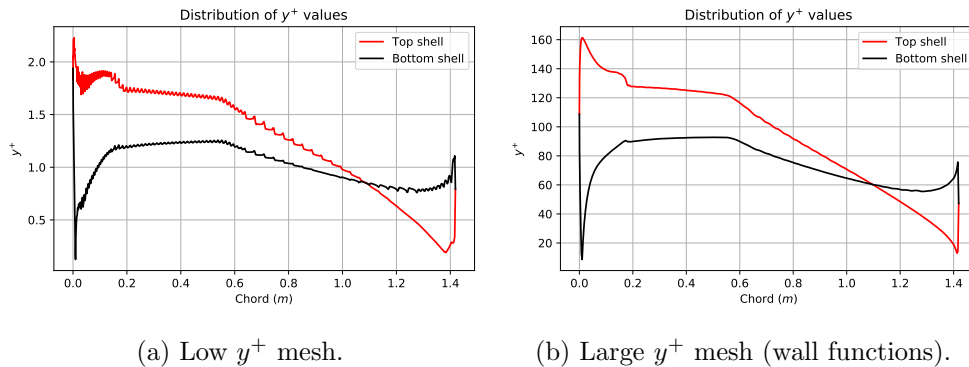 Distribution of y⁺ values
Top shell
Bottom shell
y⁺
2.0
1.5
1.0
0.5
0.0 0.2 0.4 0.6 0.8 1.0 1.2 1.4
Chord (m)
(a) Low y⁺ mesh.
Distribution of y⁺ values
Top shell
Bottom shell
y⁺
160
140
120
100
80
60
40
20
0.0 0.2 0.4 0.6 0.8 1.0 1.2 1.4
Chord (m)
(b) Large y⁺ mesh (wall functions).